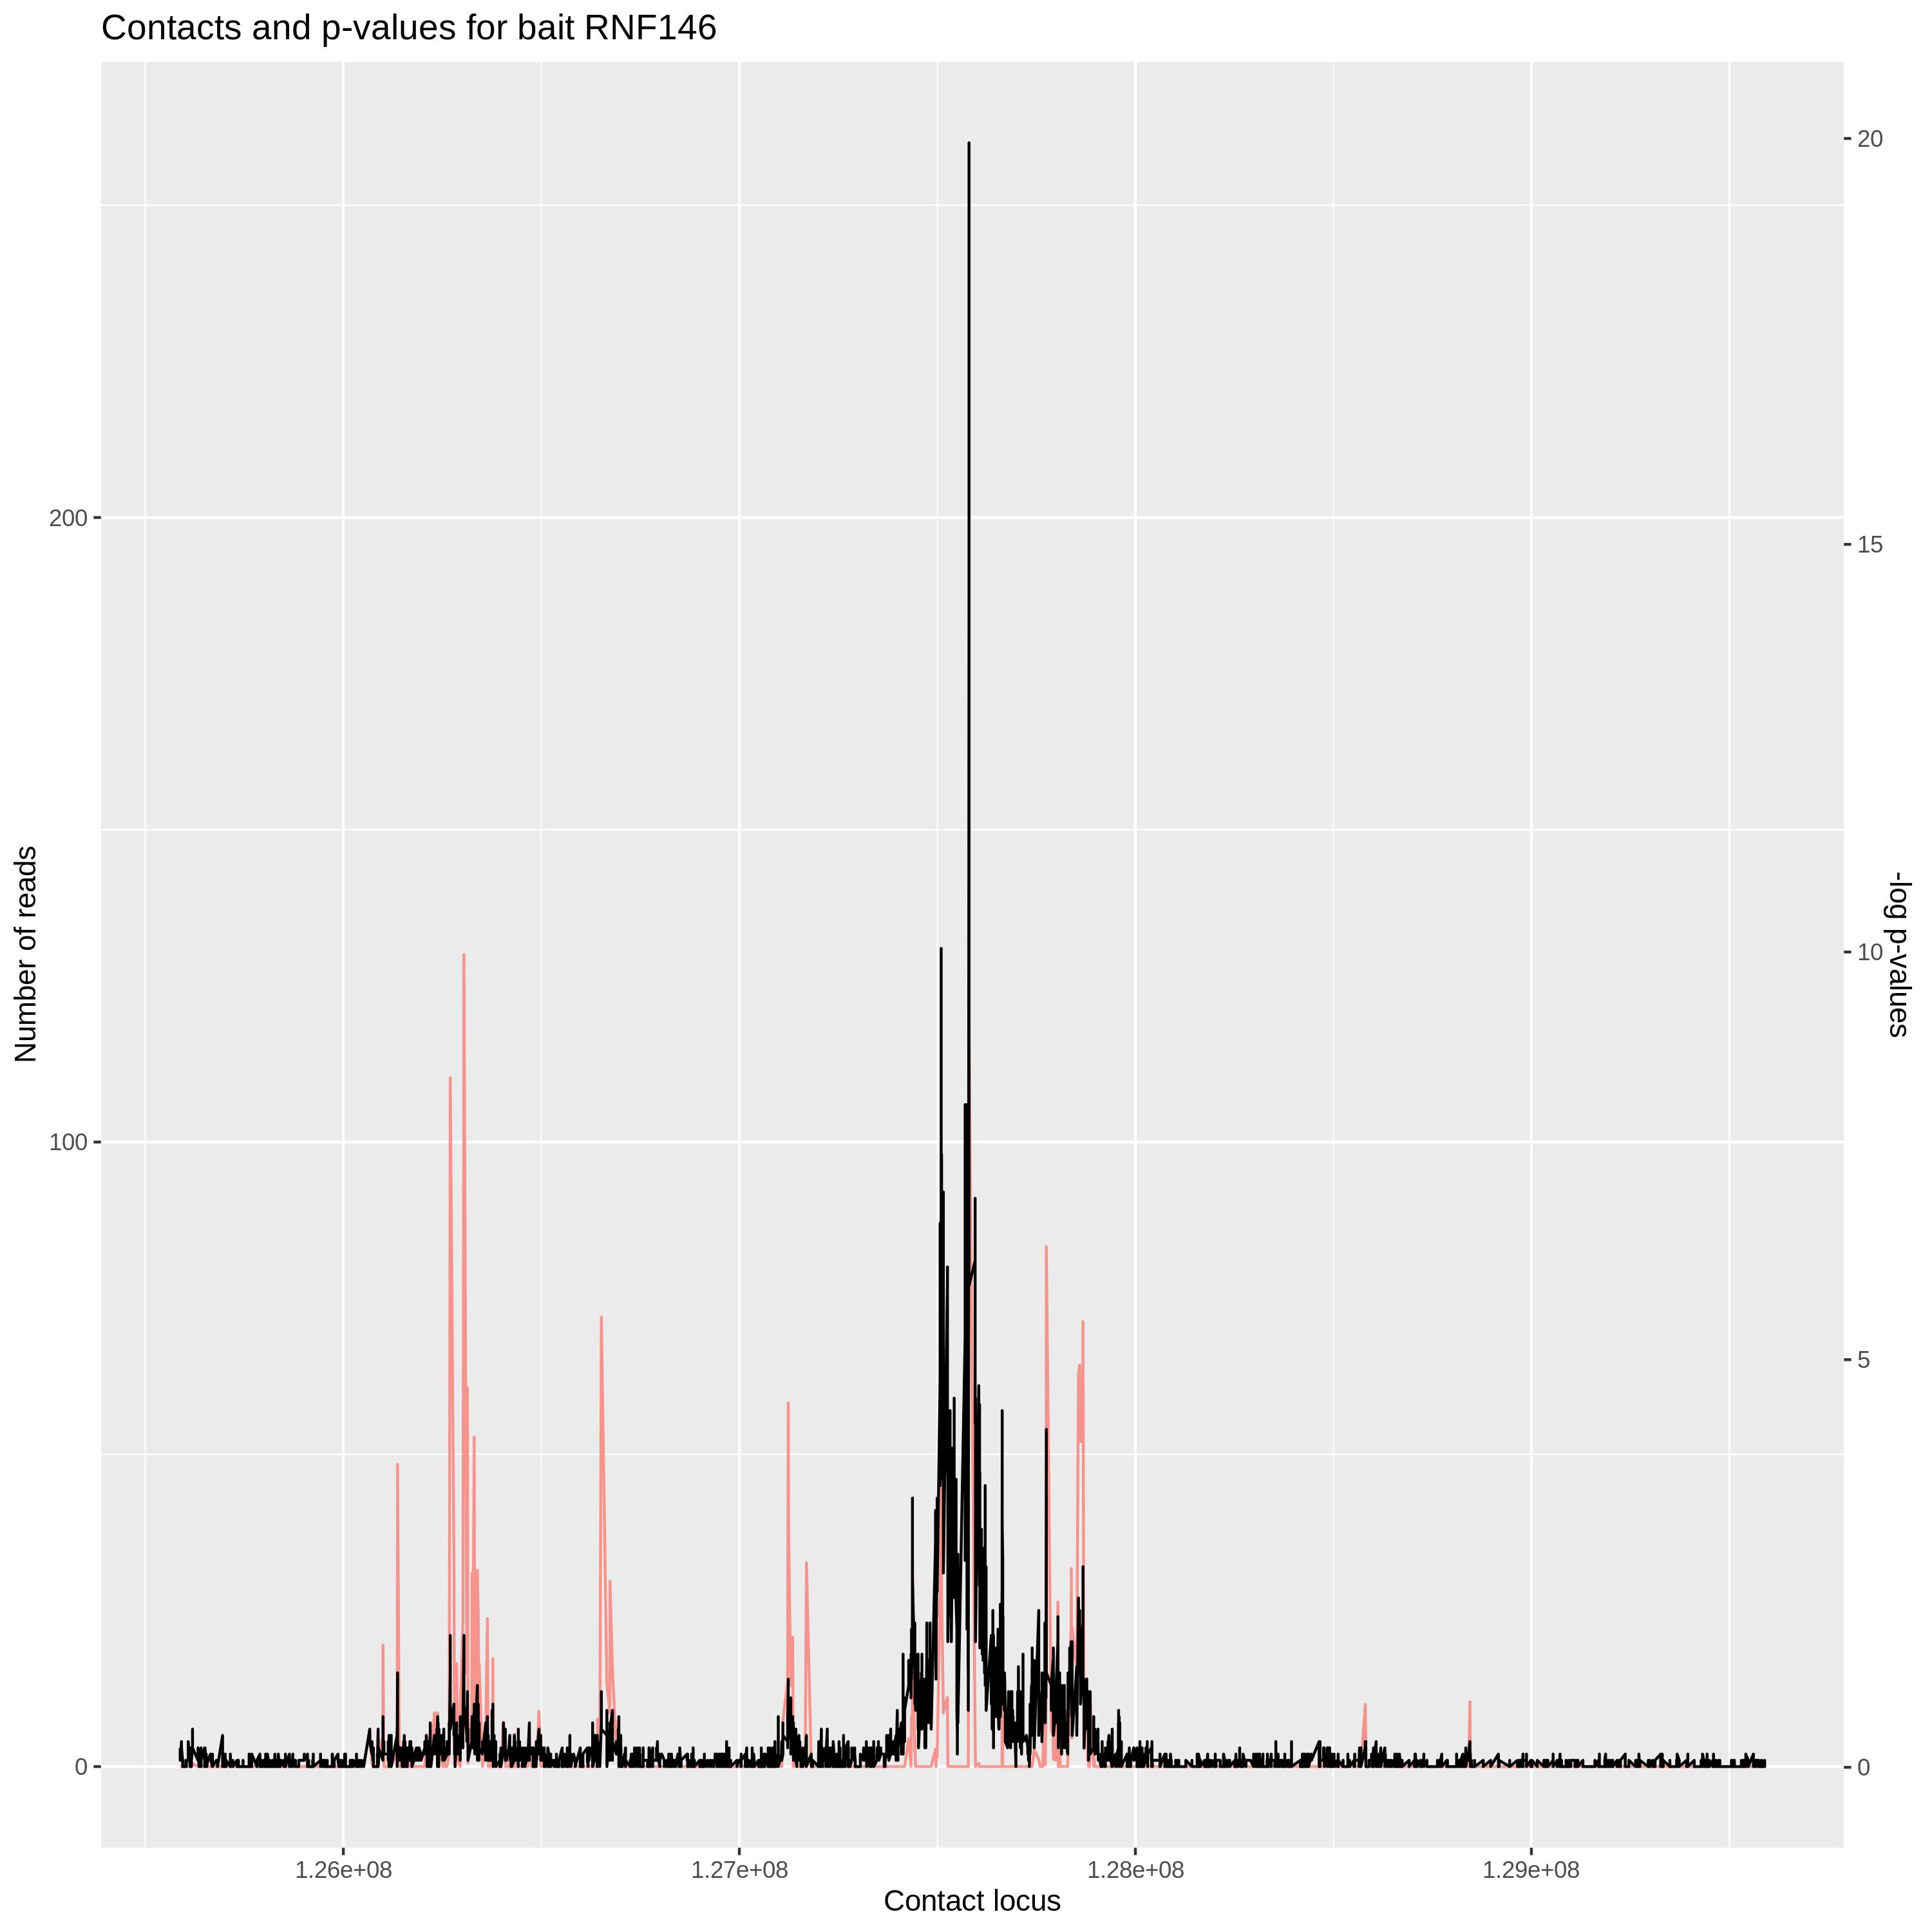 Contacts and p-values for bait RNF146
Number of reads
200
100
0
20
15
10
5
0
-log p-values
1.26e+08
1.27e+08
1.28e+08
1.29e+08
Contact locus